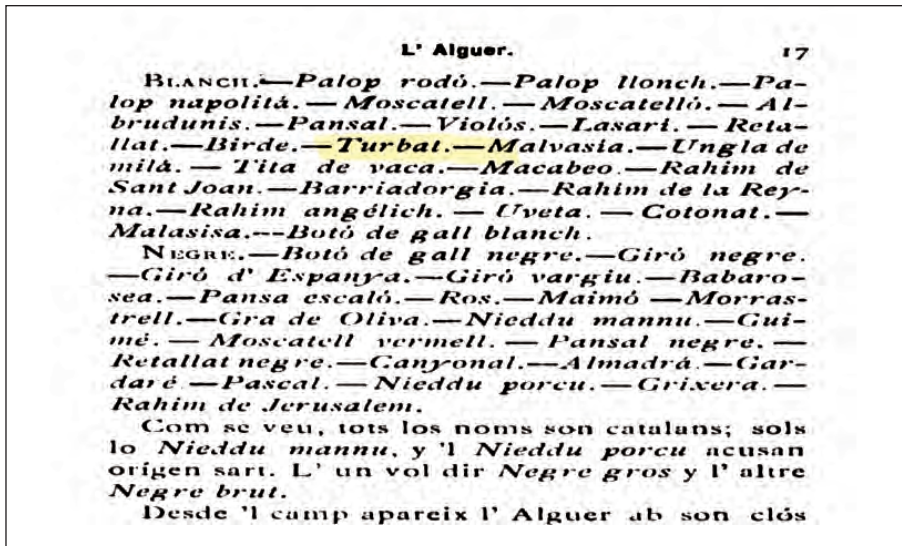 L' Alguer. 17
BLANCH.—Palop rodó.—Palop llonch.—Pa-
lop napolità.—Moscatell.—Moscatelló.—Al-
brudunis.—Pansal.—Violós.—Lasari.—Reta-
llat.—Birde.—Turbat.—Malvasia.—Ungla de
milà.—Tita de vaca.—Macabeo.—Rahim de
Sant Joan.—Barriadorgia.—Rahim de la Rey-
na.—Rahim angélich.—Uveta.—Cotonat.—
Malasisa.—Botó de gall blanch.
NEGRE.—Botó de gall negre.—Giró negre.
—Giró d' Espanya.—Giró vargiu.—Babaro-
sea.—Pansa escaló.—Ros.—Maimó—Morras-
trell.—Gra de Oliva.—Nieddu mannu.—Gui-
mé.—Moscatell vermell.—Pansal negre.—
Retallat negre.—Canyonal.—Almadrá.—Gar-
daré.—Pascal.—Nieddu porcu.—Grixera.—
Rahim de Jerusalem.
Com se veu, tots los noms son catalans; sols
lo Nieddu mannu, y 'l Nieddu porcu acusan
orígen sart. L' un vol dir Negre gros y l' altre
Negre brut.
Desde 'l camp apareix l' Alguer ab son clós